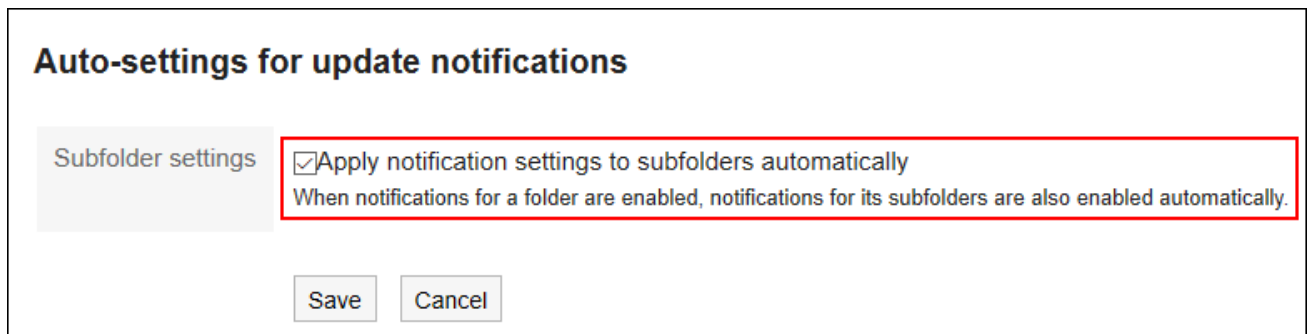 Auto-settings for update notifications
Subfolder settings
Apply notification settings to subfolders automatically
When notifications for a folder are enabled, notifications for its subfolders are also enabled automatically.
Save Cancel